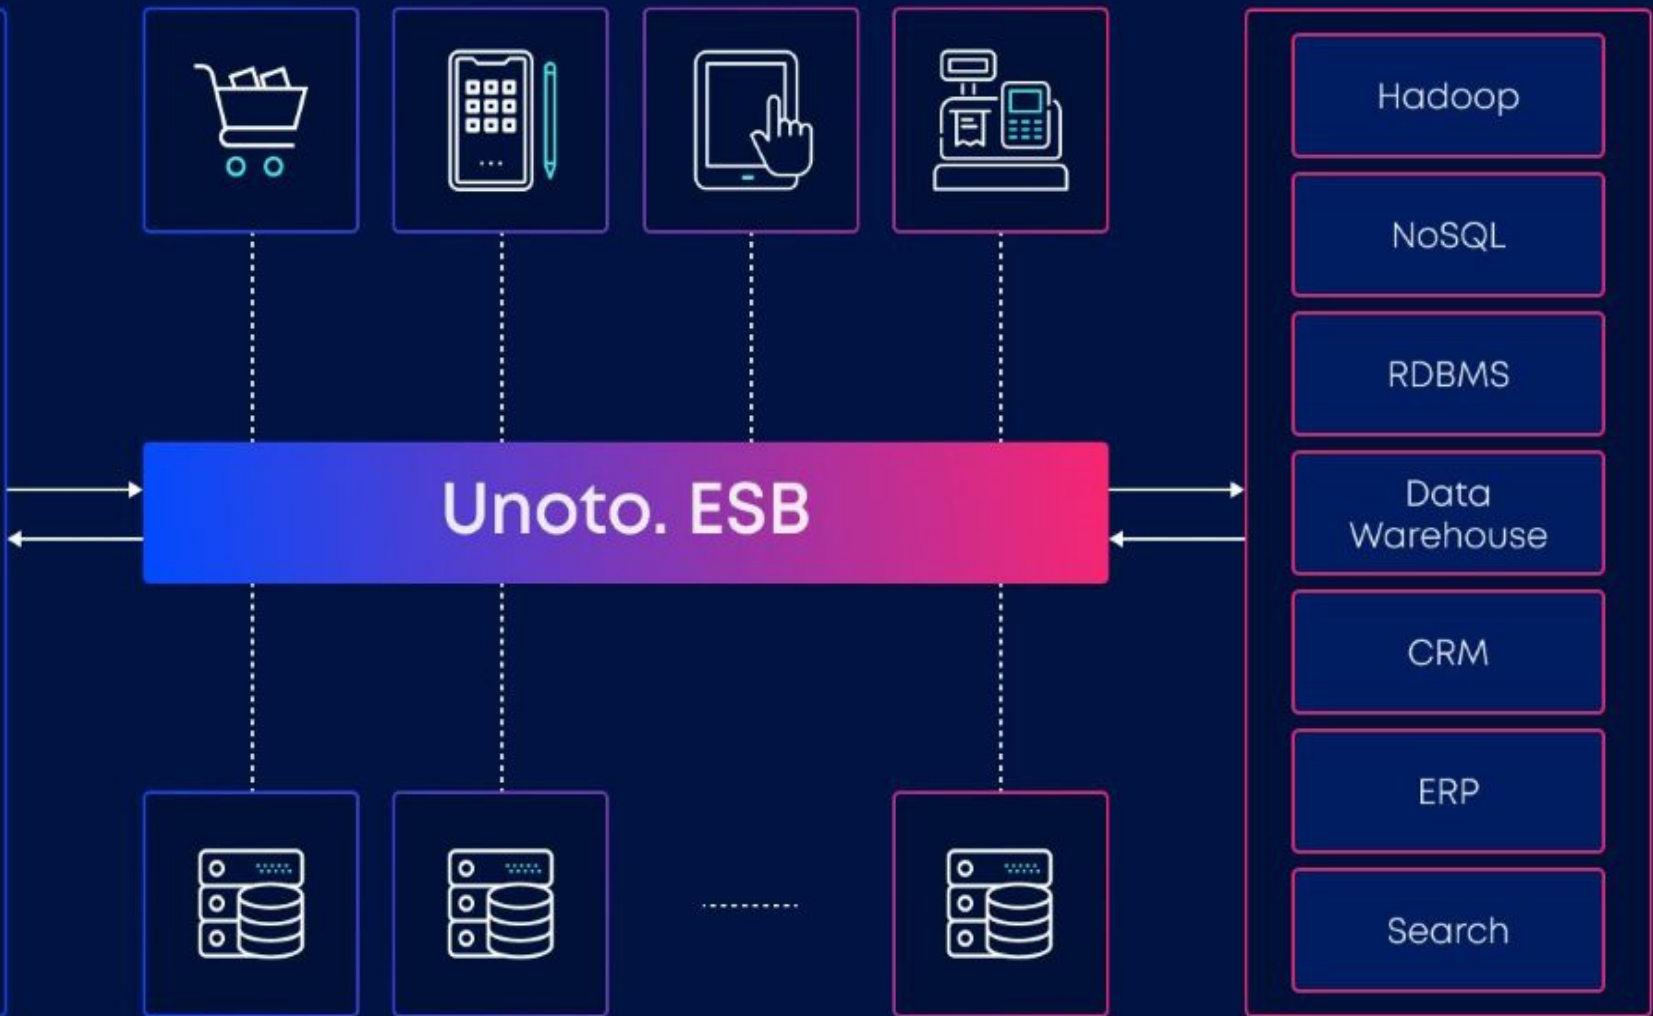 Hadoop
NoSQL
RDBMS
Unoto. ESB
Data
Warehouse
CRM
ERP
Search